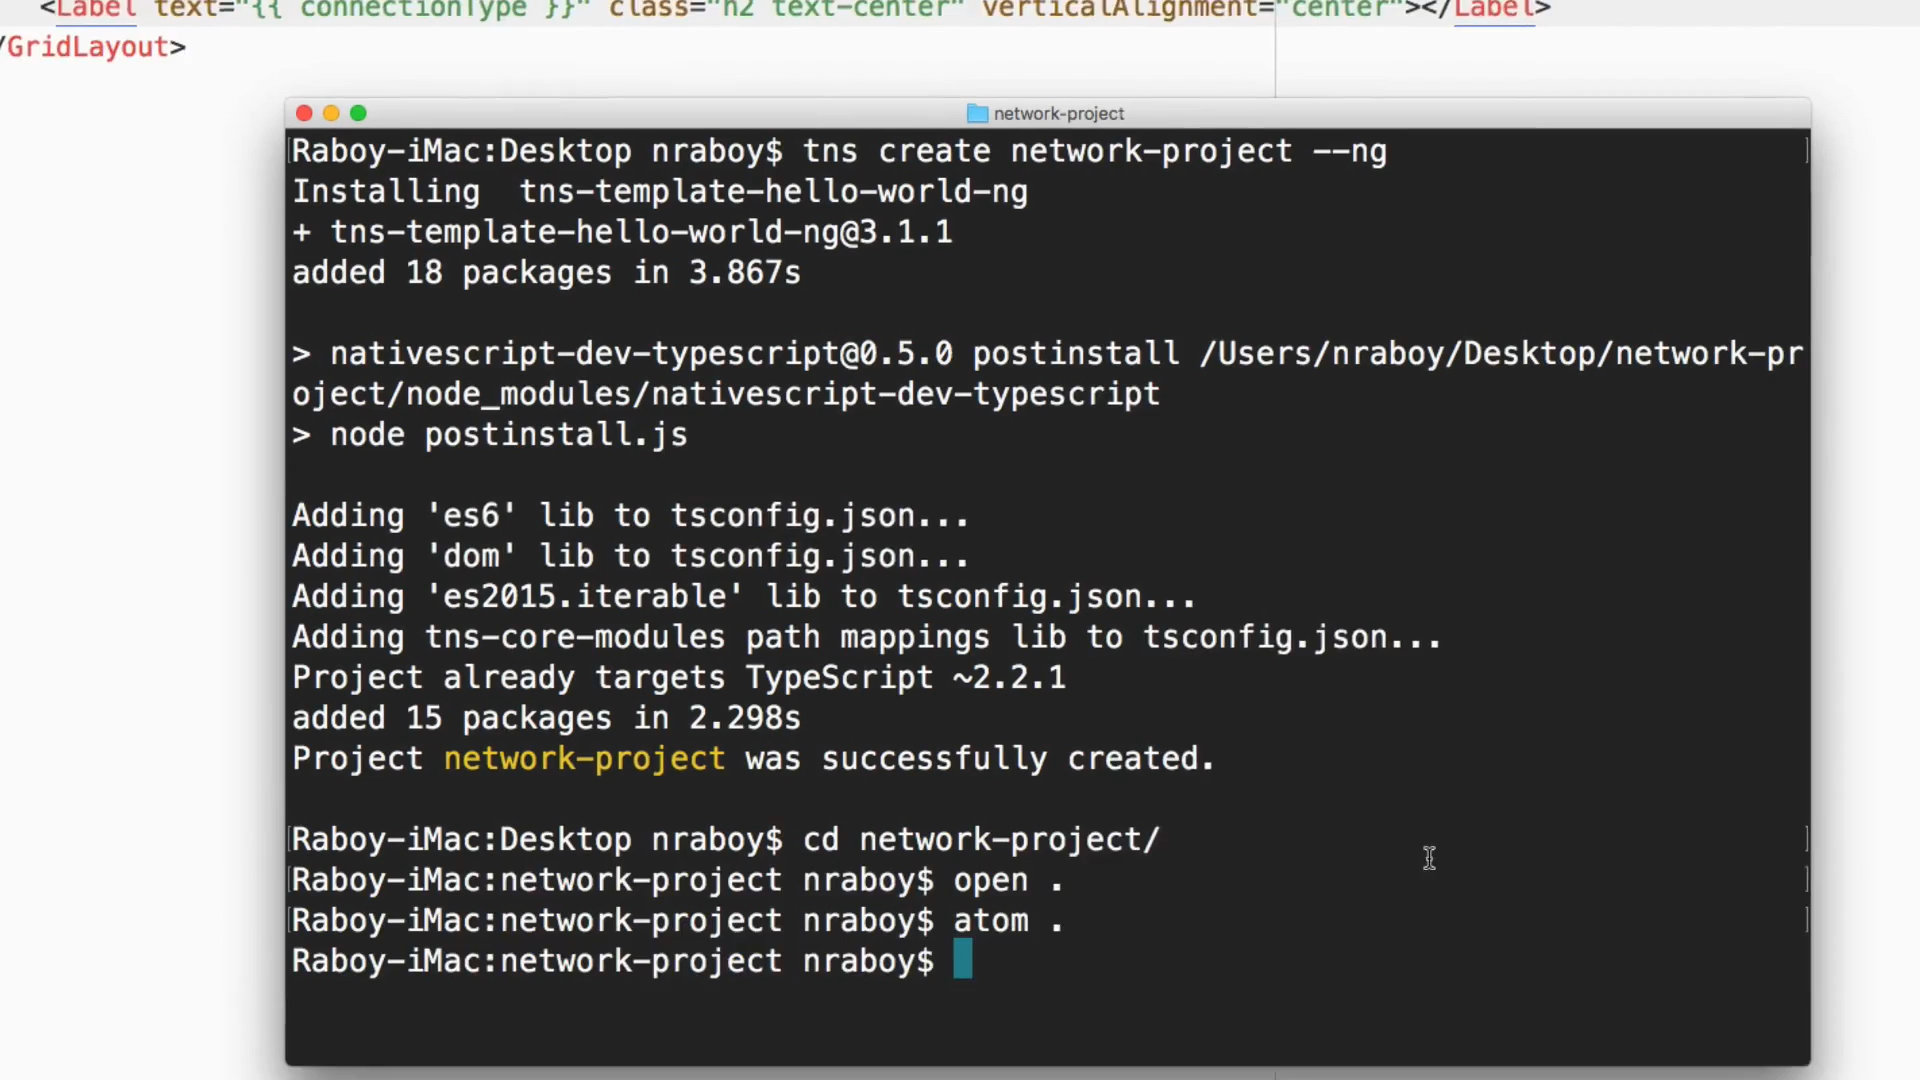 <Label text="{{ connectionType }}" class="h2 text-center" verticalAlignment="center"></Label>
/GridLayout>
network-project
Raboy-iMac:Desktop nraboy$ tns create network-project --ng
Installing  tns-template-hello-world-ng
+ tns-template-hello-world-ng@3.1.1
added 18 packages in 3.867s
> nativescript-dev-typescript@0.5.0 postinstall /Users/nraboy/Desktop/network-pr
oject/node_modules/nativescript-dev-typescript
> node postinstall.js
Adding 'es6' lib to tsconfig.json...
Adding 'dom' lib to tsconfig.json...
Adding 'es2015.iterable' lib to tsconfig.json...
Adding tns-core-modules path mappings lib to tsconfig.json...
Project already targets TypeScript ~2.2.1
added 15 packages in 2.298s
Project network-project was successfully created.
Raboy-iMac:Desktop nraboy$ cd network-project/
Raboy-iMac:network-project nraboy$ open .
Raboy-iMac:network-project nraboy$ atom .
Raboy-iMac:network-project nraboy$